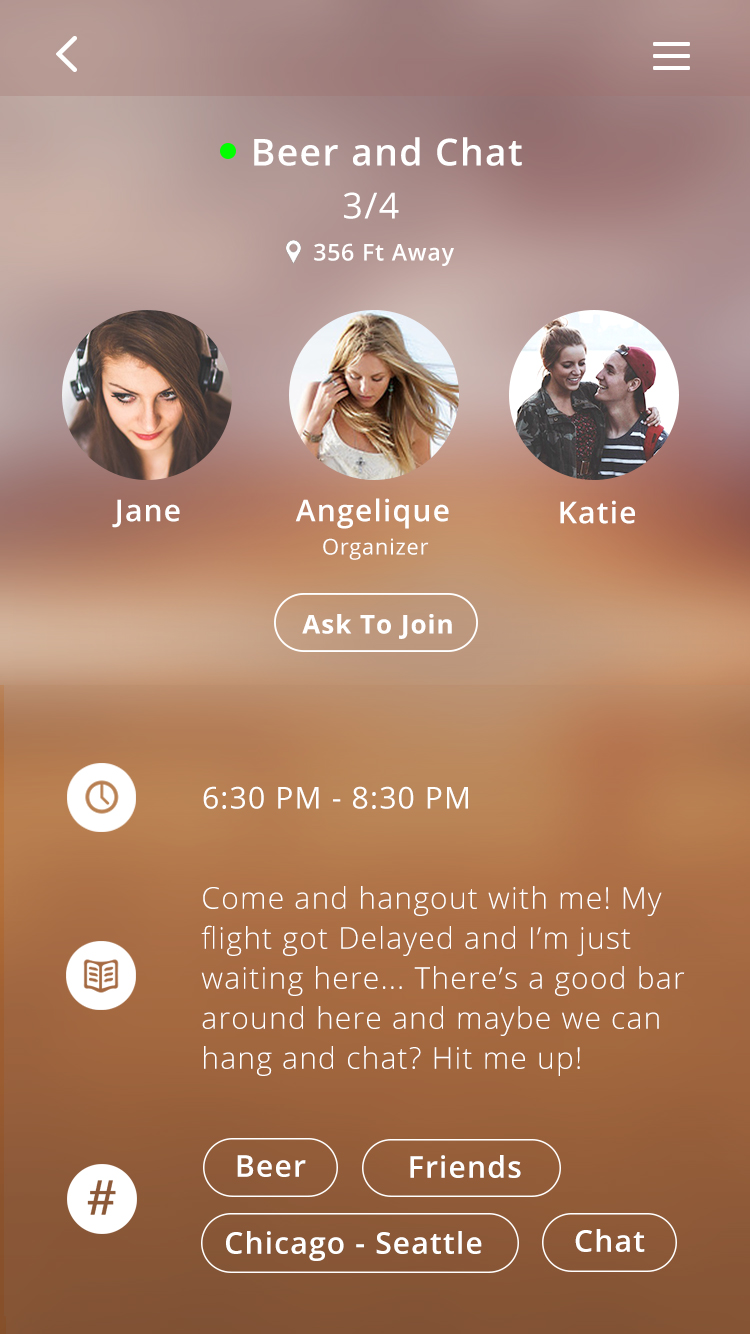 Beer and Chat
3/4
356 Ft Away
Jane Angelique Katie
Organizer
Ask To Join
6:30 PM - 8:30 PM
Come and hangout with me! My
flight got Delayed and I’m just
waiting here... There’s a good bar
around here and maybe we can
hang and chat? Hit me up!
#
Beer Friends
Chicago - Seattle Chat